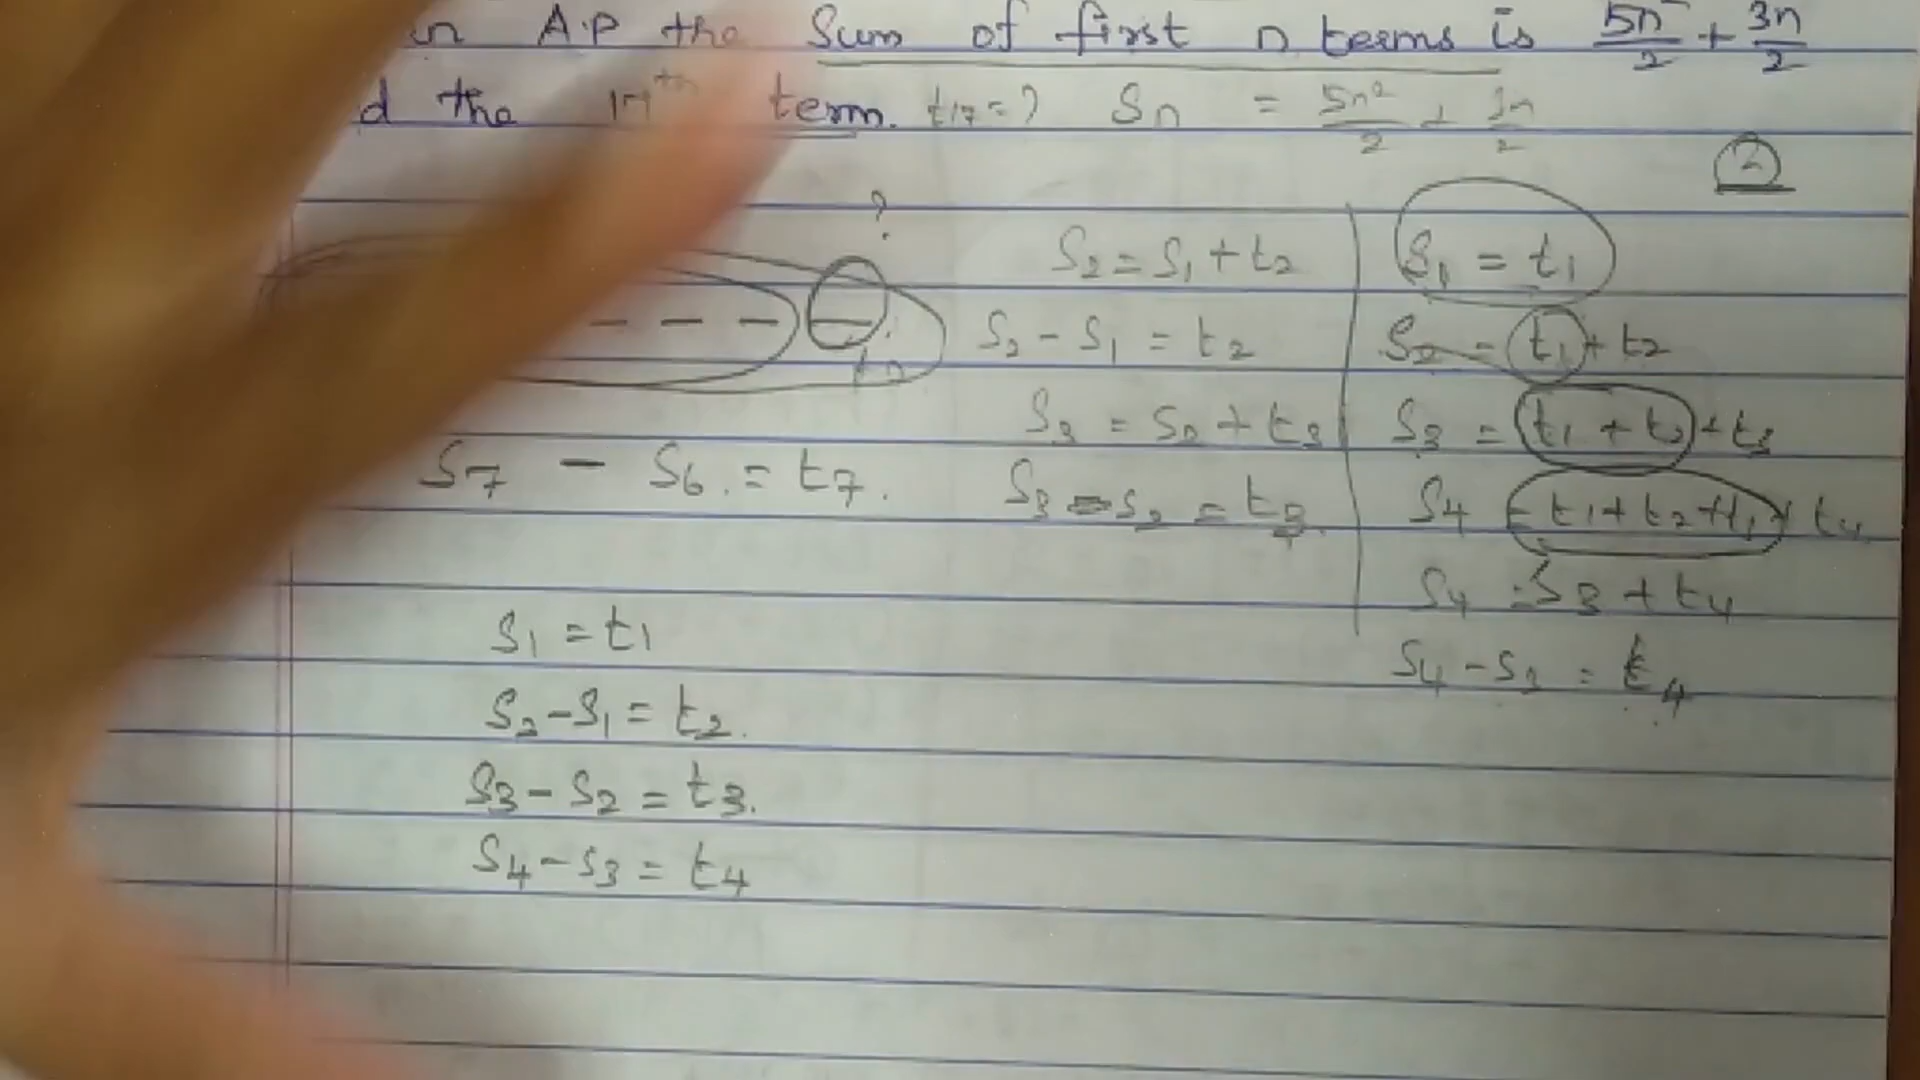 in A.P the Sum of first n terms is 5n²/2 + 3n/2
d the 17th term. t17 = ? Sn = 5n²/2 + 3n/2
2
?
tn
S7 - S6 = t7.
S1 = t1
S2 - S1 = t2.
S3 - S2 = t3.
S4 - S3 = t4
S2 = S1 + t2
S2 - S1 = t2
S3 = S2 + t3
S3 - S2 = t3.
S1 = t1
S2 = t1 + t2
S3 = t1 + t2 + t3
S4 = t1 + t2 + t3 + t4
S4 = S3 + t4
S4 - S3 = t4